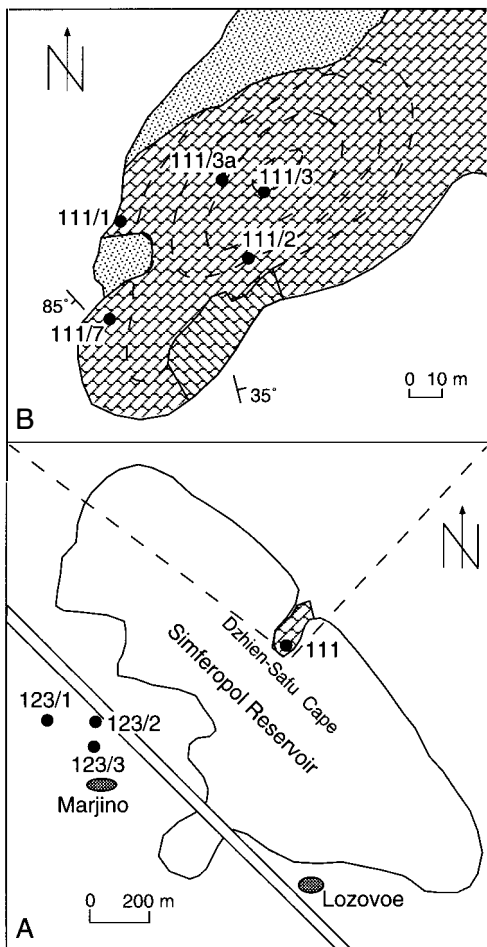 N
111/3a
111/3
111/1
111/2
85°
111/7
35°
0 10 m
B
N
Dzhien-Safu Cape
111
Simferopol Reservoir
123/1
123/2
123/3
Marjino
Lozovoe
0 200 m
A